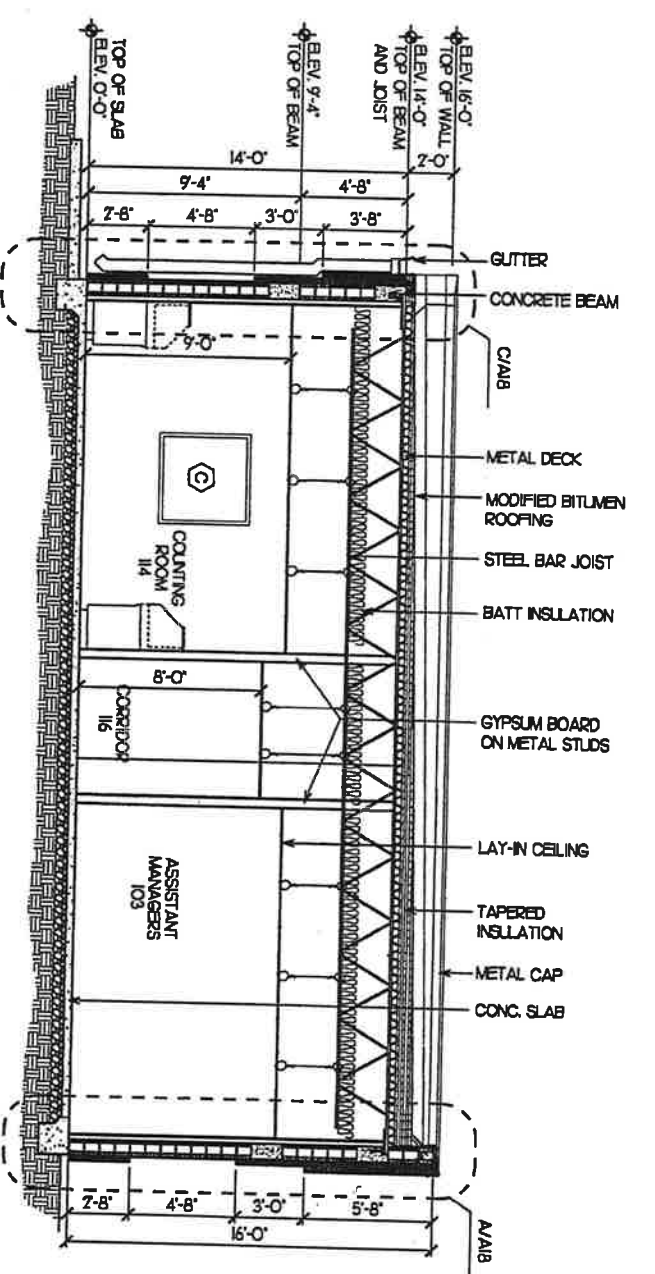 ELEV. 16'-0"
TOP OF WALL
ELEV. 14'-0"
TOP OF BEAM
AND JOIST
ELEV. 9'-4"
TOP OF BEAM
TOP OF SLAB
ELEV. 0'-0"
2'-0"
14'-0"
9'-4"
4'-8"
2'-8"
4'-8"
3'-0"
3'-8"
GUTTER
CONCRETE BEAM
C/A18
METAL DECK
MODIFIED BITUMEN
ROOFING
STEEL BAR JOIST
BATT INSULATION
GYPSUM BOARD
ON METAL STUDS
LAY-IN CEILING
TAPERED
INSULATION
METAL CAP
CONC. SLAB
A/A18
9'-0"
C
COUNTING
ROOM
114
8'-0"
CORRIDOR
116
ASSISTANT
MANAGERS
103
2'-8"
4'-8"
3'-0"
5'-8"
16'-0"